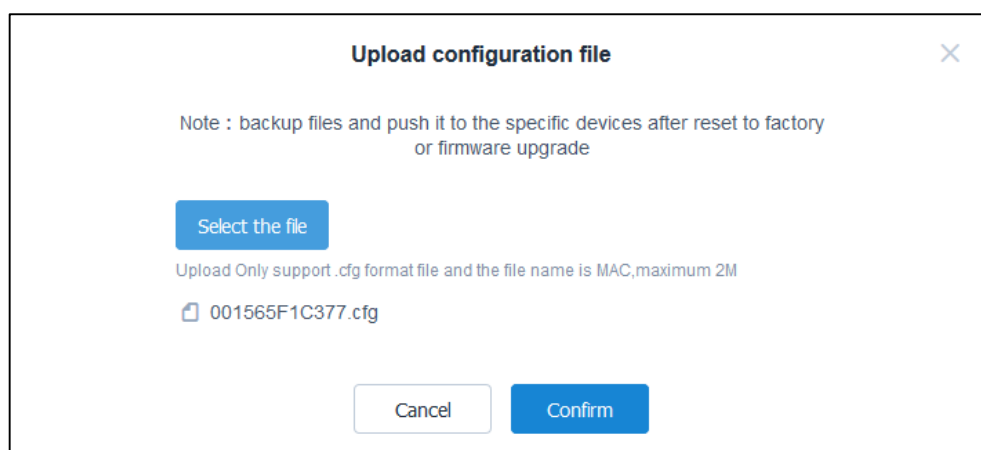 Upload configuration file
Note：backup files and push it to the specific devices after reset to factory
or firmware upgrade
Select the file
Upload Only support .cfg format file and the file name is MAC,maximum 2M
001565F1C377.cfg
Cancel
Confirm